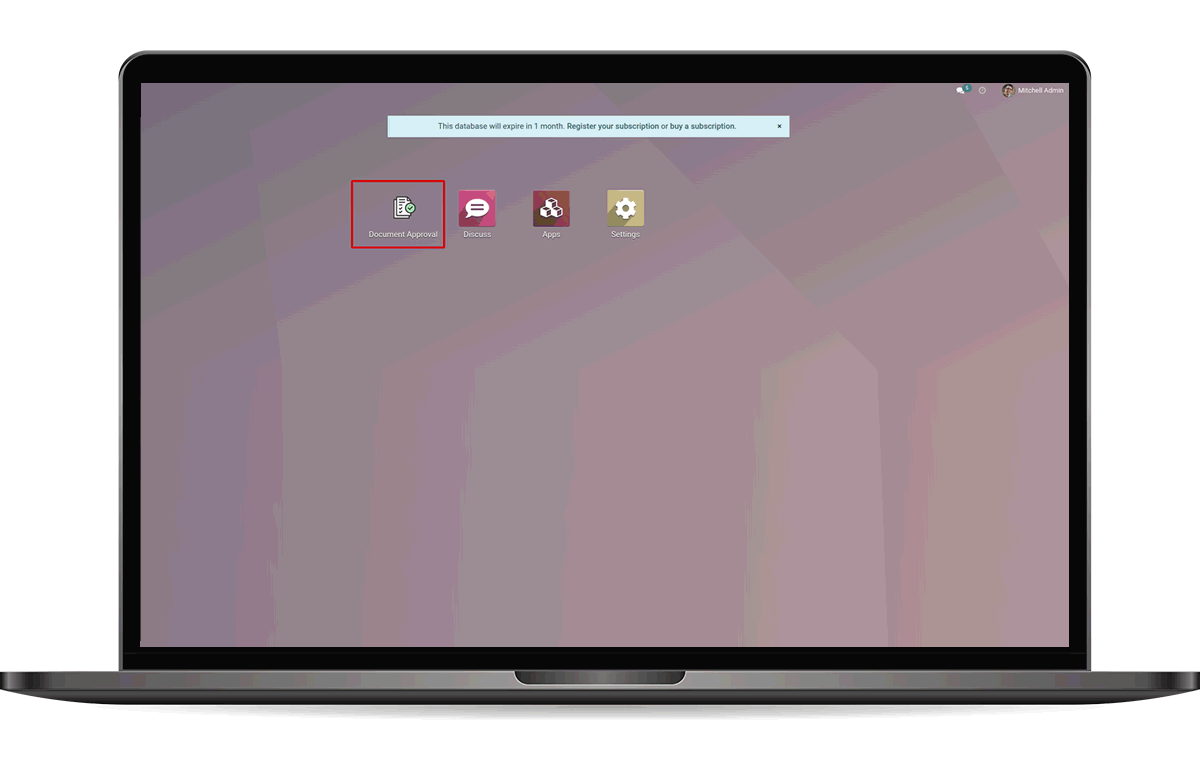 5
Mitchell Admin
This database will expire in 1 month. Register your subscription or buy a subscription. ×
Document Approval Discuss Apps Settings